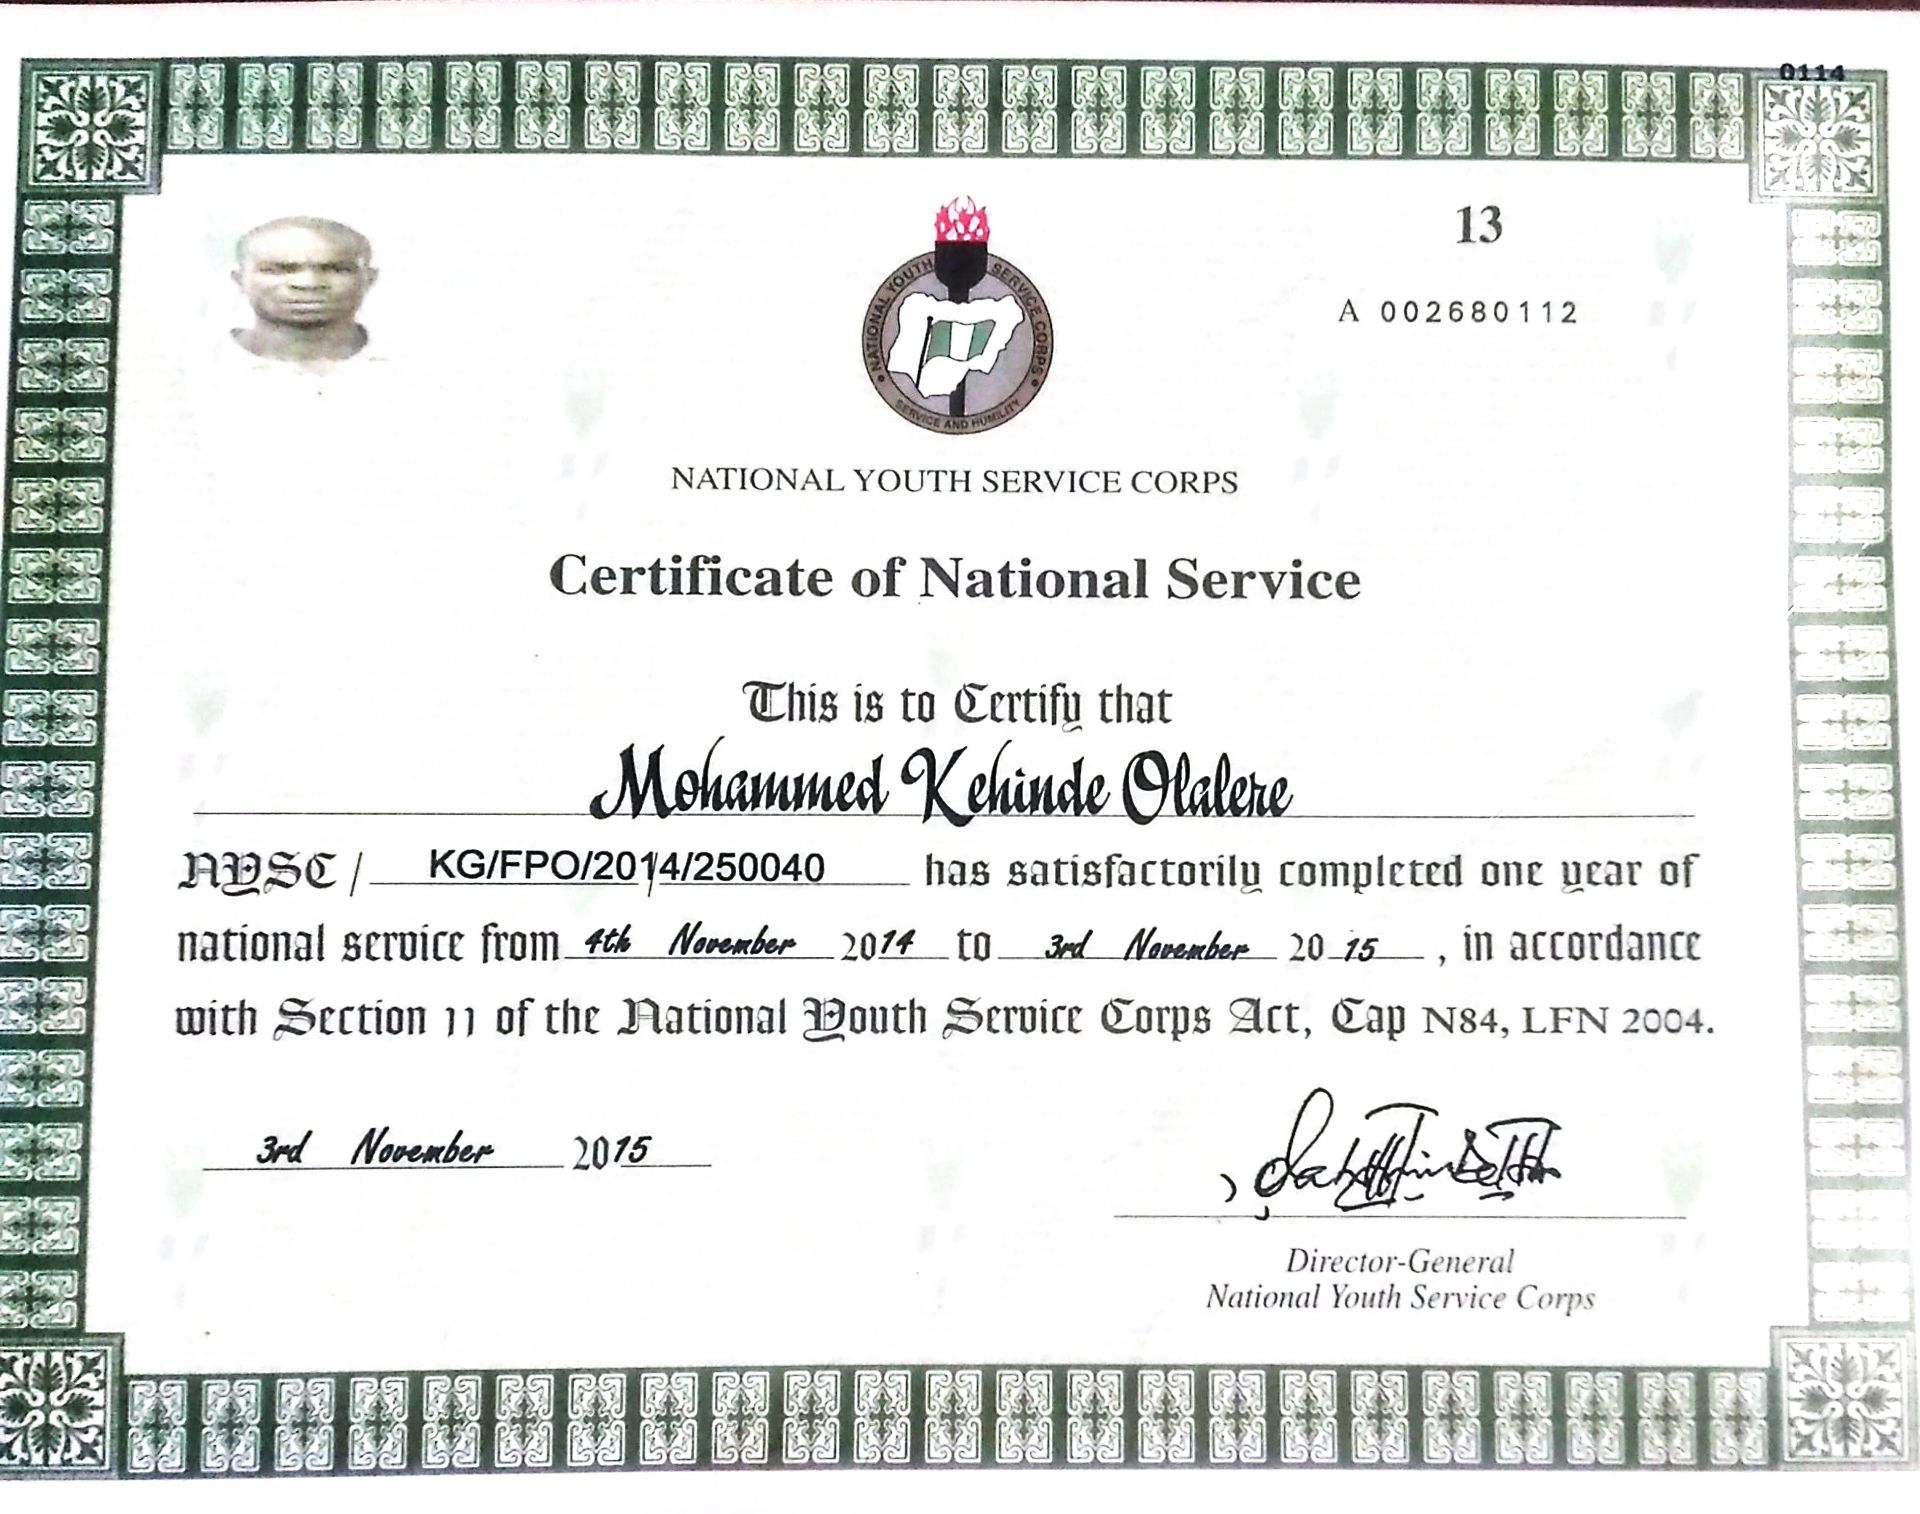 0114
13
A 002680112
NATIONAL YOUTH SERVICE CORPS
SERVICE AND HUMILITY
NATIONAL YOUTH SERVICE CORPS
Certificate of National Service
This is to Certify that
Mohammed Kehinde Olalere
NYSC / KG/FPO/2014/250040 has satisfactorily completed one year of
national service from 4th November 2014 to 3rd November 2015, in accordance
with Section 11 of the National Youth Service Corps Act, Cap N84, LFN 2004.
3rd November 2015
Director-General
National Youth Service Corps